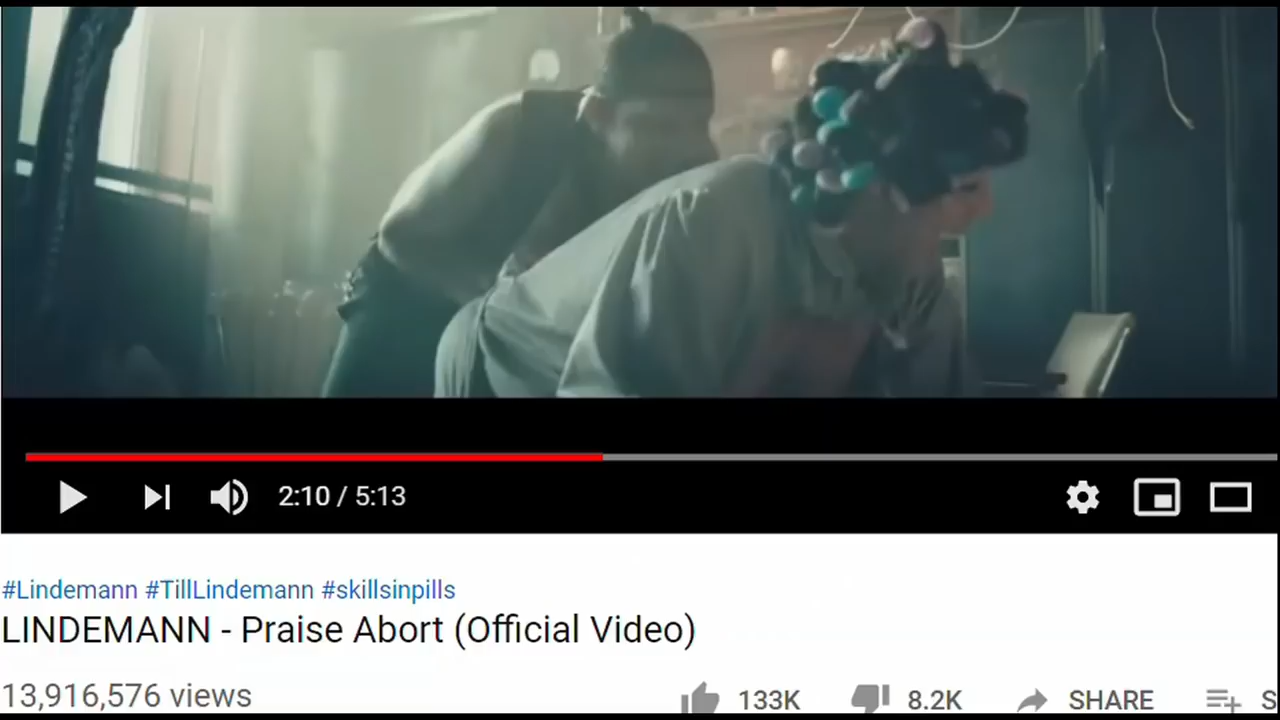 2:10 / 5:13
#Lindemann #TillLindemann #skillsinpills
LINDEMANN - Praise Abort (Official Video)
13,916,576 views 133K 8.2K SHARE S